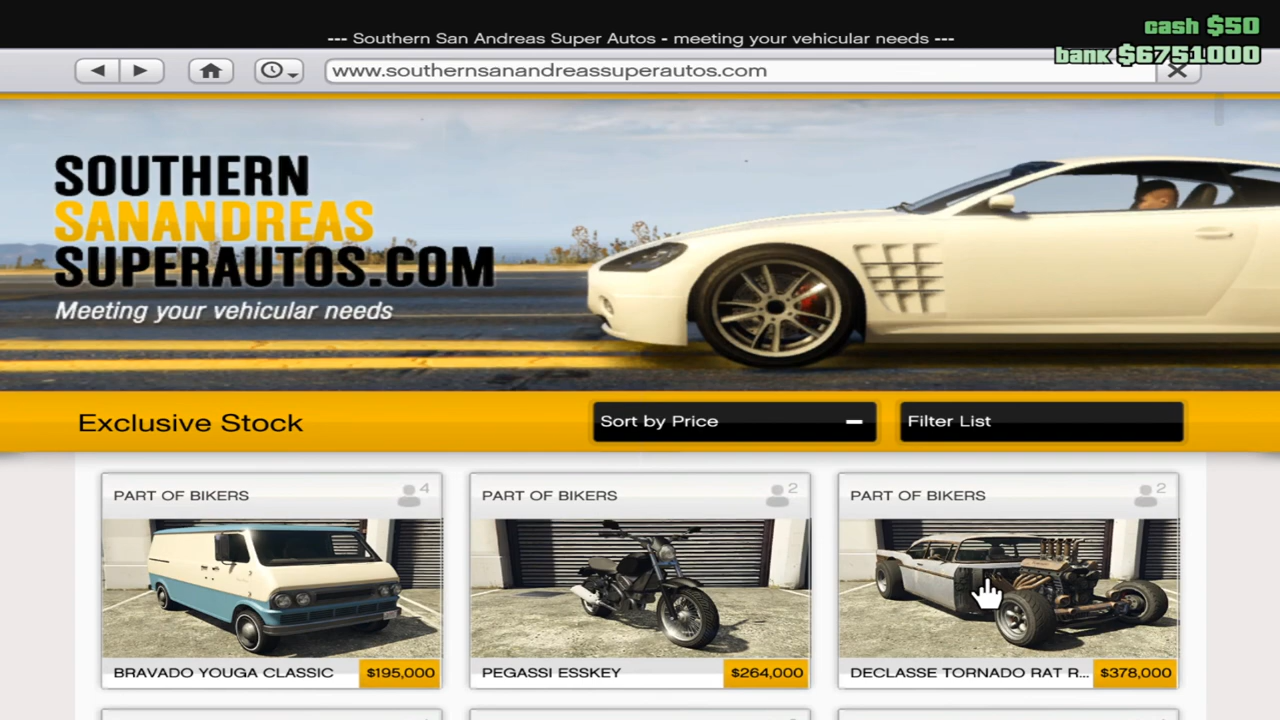 --- Southern San Andreas Super Autos - meeting your vehicular needs ---
cash $50
bank $6751000
www.southernsanandreassuperautos.com
SOUTHERN
SANANDREAS
SUPERAUTOS.COM
Meeting your vehicular needs
Exclusive Stock
Sort by Price
Filter List
PART OF BIKERS 4
PART OF BIKERS 2
PART OF BIKERS 2
BRAVADO YOUGA CLASSIC $195,000
PEGASSI ESSKEY $264,000
DECLASSE TORNADO RAT R... $378,000